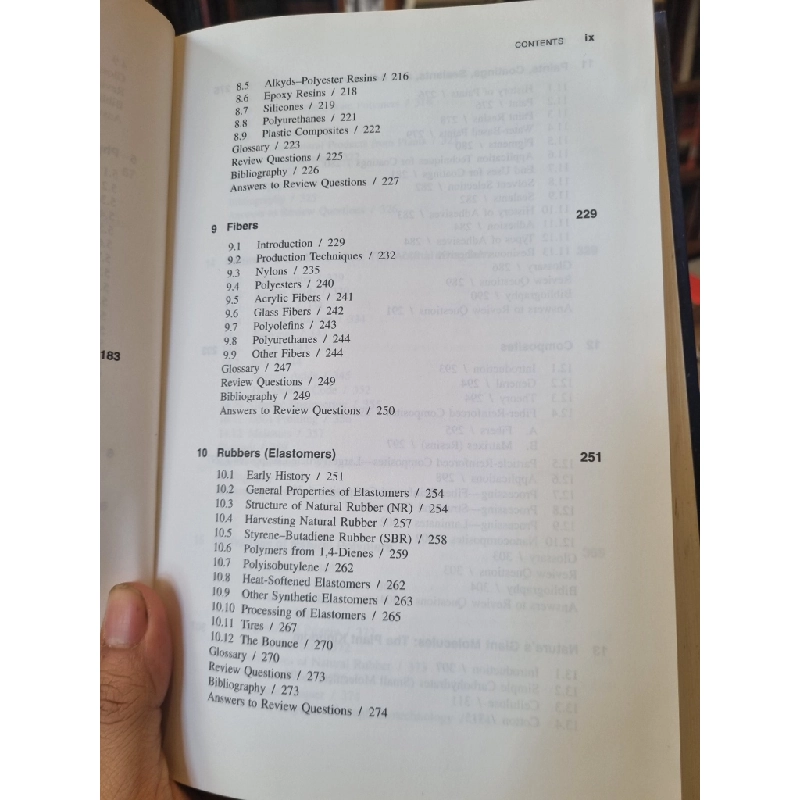 CONTENTS ix
8.5 Alkyds–Polyester Resins / 216
8.6 Epoxy Resins / 218
8.7 Silicones / 219
8.8 Polyurethanes / 221
8.9 Plastic Composites / 222
Glossary / 223
Review Questions / 225
Bibliography / 226
Answers to Review Questions / 227
9 Fibers 229
9.1 Introduction / 229
9.2 Production Techniques / 232
9.3 Nylons / 235
9.4 Polyesters / 240
9.5 Acrylic Fibers / 241
9.6 Glass Fibers / 242
9.7 Polyolefins / 243
9.8 Polyurethanes / 244
9.9 Other Fibers / 244
Glossary / 247
Review Questions / 249
Bibliography / 249
Answers to Review Questions / 250
10 Rubbers (Elastomers) 251
10.1 Early History / 251
10.2 General Properties of Elastomers / 254
10.3 Structure of Natural Rubber (NR) / 254
10.4 Harvesting Natural Rubber / 257
10.5 Styrene–Butadiene Rubber (SBR) / 258
10.6 Polymers from 1,4-Dienes / 259
10.7 Polyisobutylene / 262
10.8 Heat-Softened Elastomers / 262
10.9 Other Synthetic Elastomers / 263
10.10 Processing of Elastomers / 265
10.11 Tires / 267
10.12 The Bounce / 270
Glossary / 270
Review Questions / 273
Bibliography / 273
Answers to Review Questions / 274
183